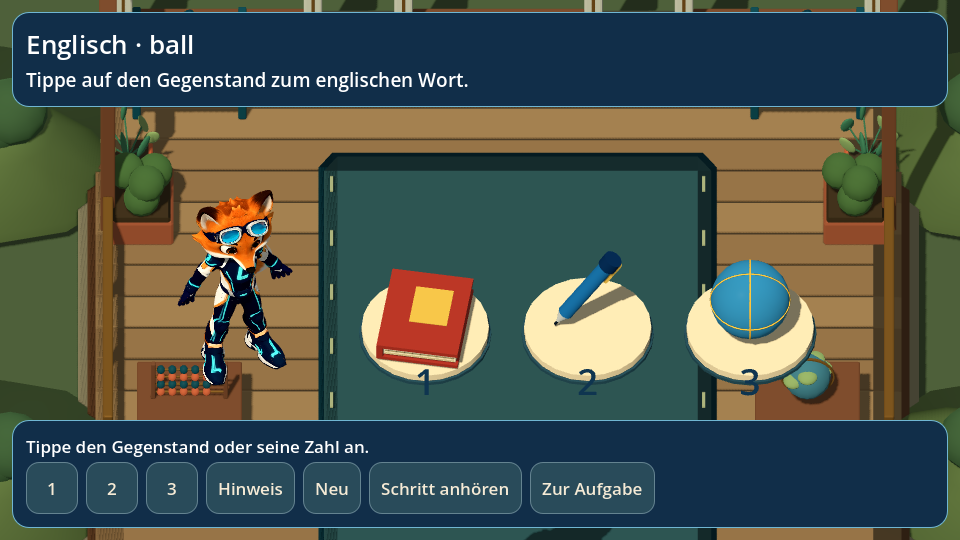 Englisch · ball
Tippe auf den Gegenstand zum englischen Wort.
1 2 3
Tippe den Gegenstand oder seine Zahl an.
1 2 3 Hinweis Neu Schritt anhören Zur Aufgabe